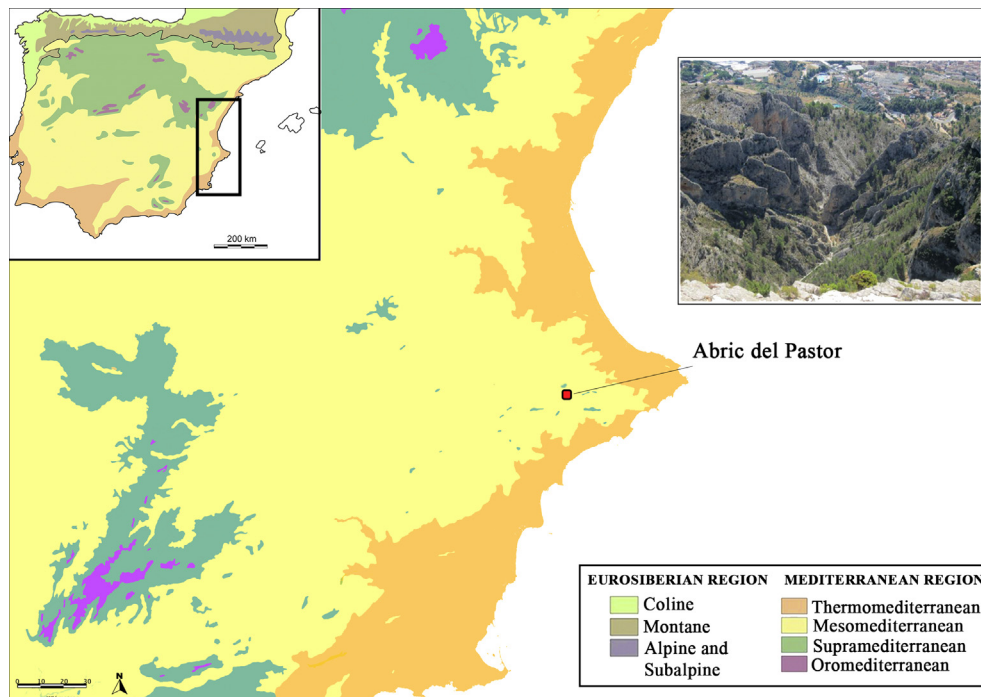 200 km
Abric del Pastor
EUROSIBERIAN REGION
Coline
Montane
Alpine and
Subalpine
MEDITERRANEAN REGION
Thermomediterranean
Mesomediterranean
Supramediterranean
Oromediterranean
0 10 20 30
N